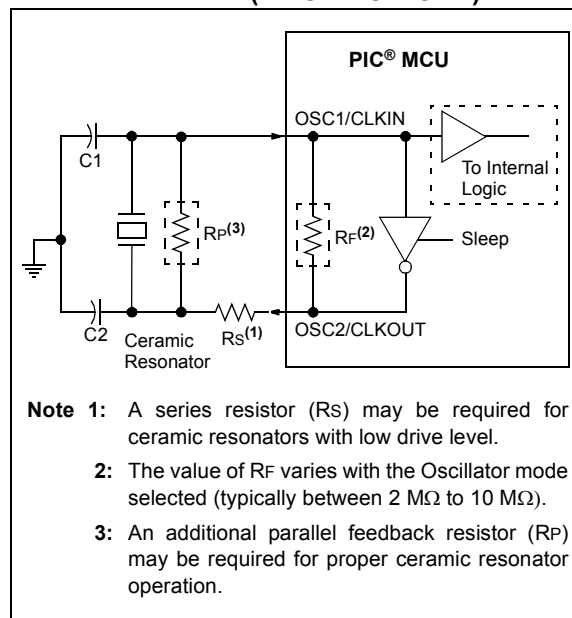 PIC® MCU
OSC1/CLKIN
C1
To Internal
Logic
RP(3)
RF(2)
Sleep
C2
Ceramic
Resonator
RS(1)
OSC2/CLKOUT
Note 1: A series resistor (RS) may be required for
ceramic resonators with low drive level.
2: The value of RF varies with the Oscillator mode
selected (typically between 2 MΩ to 10 MΩ).
3: An additional parallel feedback resistor (RP)
may be required for proper ceramic resonator
operation.